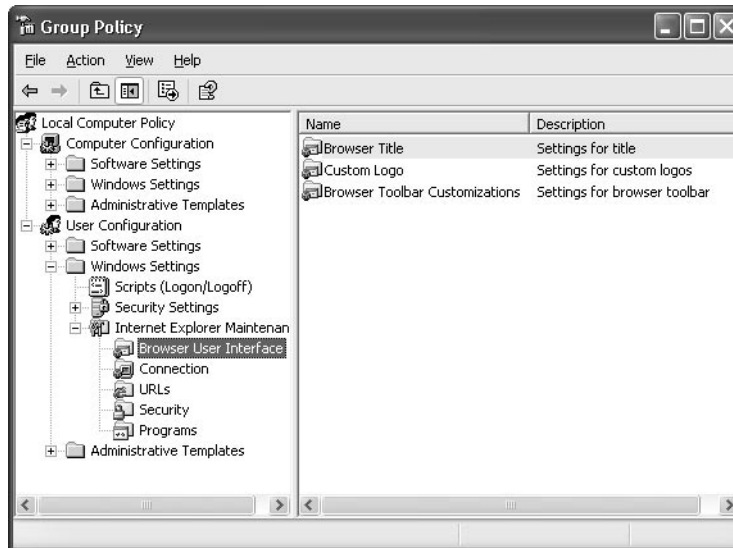 Group Policy
File Action View Help
Local Computer Policy
Computer Configuration
Software Settings
Windows Settings
Administrative Templates
User Configuration
Software Settings
Windows Settings
Scripts (Logon/Logoff)
Security Settings
Internet Explorer Maintenan
Browser User Interface
Connection
URLs
Security
Programs
Administrative Templates
Name Description
Browser Title Settings for title
Custom Logo Settings for custom logos
Browser Toolbar Customizations Settings for browser toolbar